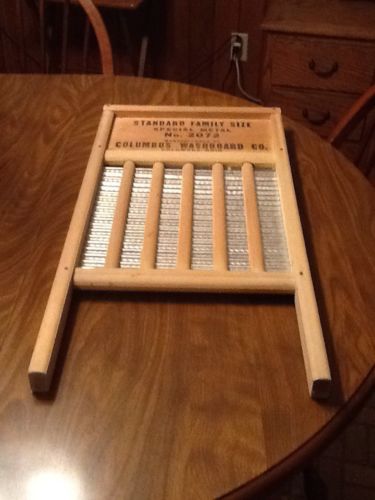 STANDARD FAMILY SIZE
SPECIAL METAL
No. 2072
COLUMBUS WASHBOARD CO.